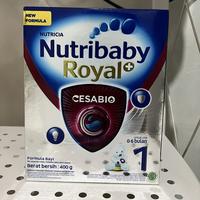 NEW
FORMULA
NUTRICIA
Nutribaby
Royal+
CESABIO
0-6 bulan
1
Formula Bayi
Berat bersih : 400 g